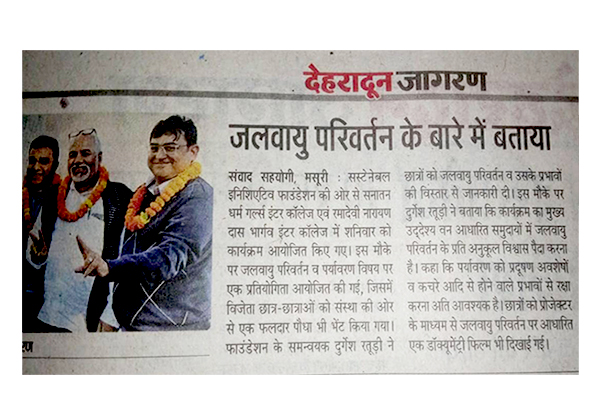 देहरादून जागरण
जलवायु परिवर्तन के बारे में बताया
संवाद सहयोगी, मसूरी : सस्टेनेबल
इनिशिएटिव फाउंडेशन की ओर से सनातन
धर्म गर्ल्स इंटर कॉलेज एवं रमादेवी नारायण
दास भार्गव इंटर कॉलेज में शनिवार को
कार्यक्रम आयोजित किए गए। इस मौके
पर जलवायु परिवर्तन व पर्यावरण विषय पर
एक प्रतियोगिता आयोजित की गई, जिसमें
विजेता छात्र-छात्राओं को संस्था की ओर
से एक फलदार पौधा भी भेंट किया गया।
फाउंडेशन के समन्वयक दुर्गेश रतूड़ी ने
छात्रों को जलवायु परिवर्तन व उसके प्रभावों
की विस्तार से जानकारी दी। इस मौके पर
दुर्गेश रतूड़ी ने बताया कि कार्यक्रम का मुख्य
उद्देश्य वन आधारित समुदायों में जलवायु
परिवर्तन के प्रति अनुकूल विश्वास पैदा करना
है। कहा कि पर्यावरण को प्रदूषण अवशेषों
व कचरे आदि से होने वाले प्रभावों से रक्षा
करना अति आवश्यक है। छात्रों को प्रोजेक्टर
के माध्यम से जलवायु परिवर्तन पर आधारित
एक डॉक्यूमेंट्री फिल्म भी दिखाई गई।